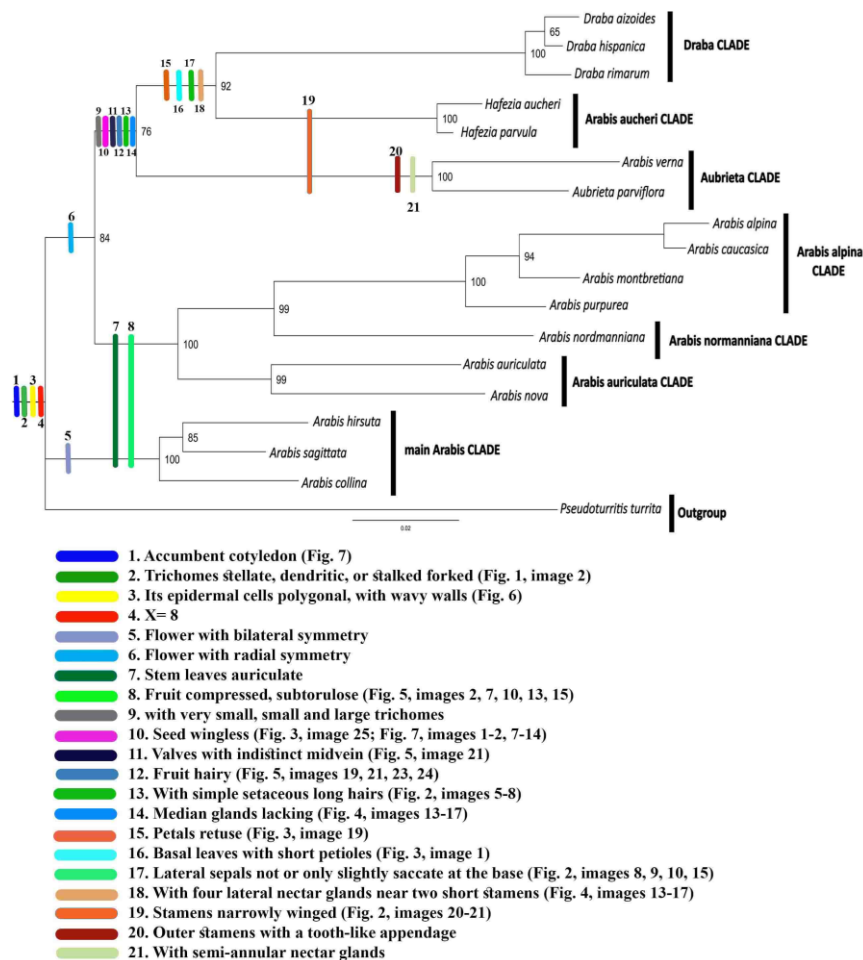 Draba aizoides
65
Draba hispanica
100
Draba rimarum
Draba CLADE
15 17
16 18
92
9 11 13
10 12 14
76
19
Hafezia aucheri
100
Hafezia parvula
Arabis aucheri CLADE
20
21
Arabis verna
100
Aubrieta parviflora
Aubrieta CLADE
6
84
Arabis alpina
94
Arabis caucasica
100
Arabis montbretiana
Arabis purpurea
Arabis alpina
CLADE
99
7 8
100
Arabis nordmanniana
Arabis normanniana CLADE
Arabis auriculata
99
Arabis nova
Arabis auriculata CLADE
1 3
2 4
5
Arabis hirsuta
85
100
Arabis sagittata
Arabis collina
main Arabis CLADE
Pseudoturritis turrita
Outgroup
0.02
1. Accumbent cotyledon (Fig. 7)
2. Trichomes stellate, dendritic, or stalked forked (Fig. 1, image 2)
3. Its epidermal cells polygonal, with wavy walls (Fig. 6)
4. X= 8
5. Flower with bilateral symmetry
6. Flower with radial symmetry
7. Stem leaves auriculate
8. Fruit compressed, subtorulose (Fig. 5, images 2, 7, 10, 13, 15)
9. with very small, small and large trichomes
10. Seed wingless (Fig. 3, image 25; Fig. 7, images 1-2, 7-14)
11. Valves with indistinct midvein (Fig. 5, image 21)
12. Fruit hairy (Fig. 5, images 19, 21, 23, 24)
13. With simple setaceous long hairs (Fig. 2, images 5-8)
14. Median glands lacking (Fig. 4, images 13-17)
15. Petals retuse (Fig. 3, image 19)
16. Basal leaves with short petioles (Fig. 3, image 1)
17. Lateral sepals not or only slightly saccate at the base (Fig. 2, images 8, 9, 10, 15)
18. With four lateral nectar glands near two short stamens (Fig. 4, images 13-17)
19. Stamens narrowly winged (Fig. 2, images 20-21)
20. Outer stamens with a tooth-like appendage
21. With semi-annular nectar glands